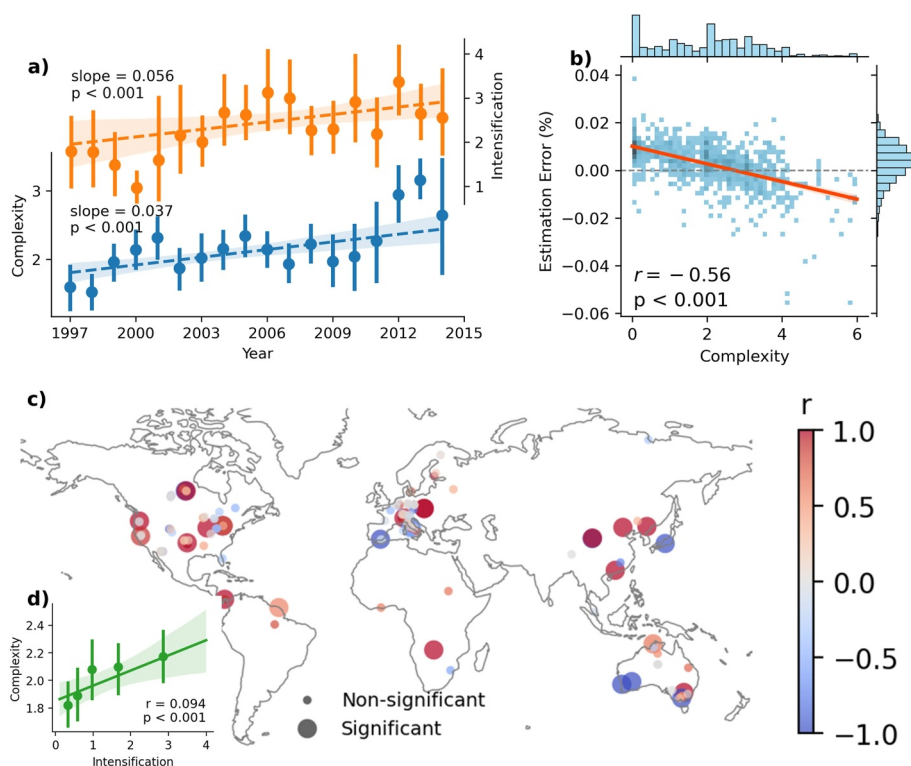 a)
slope = 0.056
p < 0.001
4
3
2
1
Intensification
3
2
Complexity
slope = 0.037
p < 0.001
1997
2000
2003
2006
2009
2012
2015
Year
b)
0.04
0.02
0.00
−0.02
−0.04
−0.06
Estimation Error (%)
r = −0.56
p < 0.001
0
2
4
6
Complexity
c)
r
1.0
0.5
0.0
−0.5
−1.0
Non-significant
Significant
d)
2.4
2.2
2.0
1.8
Complexity
r = 0.094
p < 0.001
0
1
2
3
4
Intensification